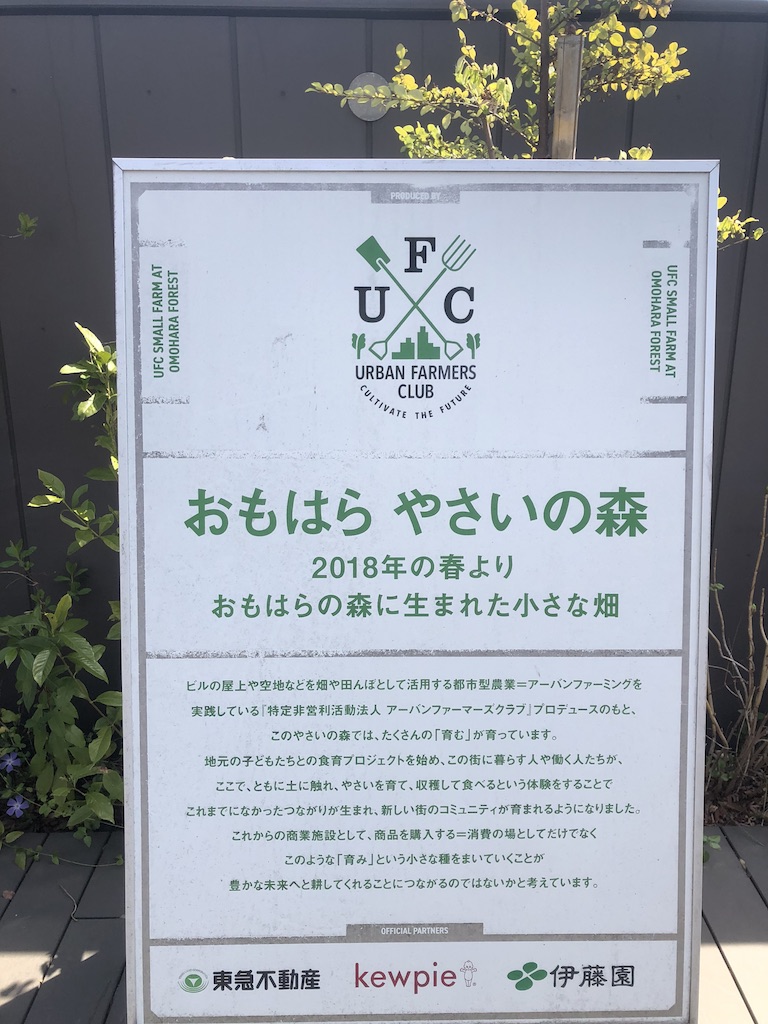 PRODUCED BY
UFC SMALL FARM AT
OMOHARA FOREST
UFC SMALL FARM AT
OMOHARA FOREST
U F C
URBAN FARMERS
CLUB
CULTIVATE THE FUTURE
おもはら やさいの森
2018年の春より
おもはらの森に生まれた小さな畑
ビルの屋上や空地などを畑や田んぼとして活用する都市型農業＝アーバンファーミングを
実践している「特定非営利活動法人 アーバンファーマーズクラブ」プロデュースのもと、
このやさいの森では、たくさんの「育む」が育っています。
地元の子どもたちとの食育プロジェクトを始め、この街に暮らす人や働く人たちが、
ここで、ともに土に触れ、やさいを育て、収穫して食べるという体験をすることで
これまでになかったつながりが生まれ、新しい街のコミュニティが育まれるようになりました。
これからの商業施設として、商品を購入する＝消費の場としてだけでなく
このような「育み」という小さな種をまいていくことが
豊かな未来へと耕してくれることにつながるのではないかと考えています。
OFFICIAL PARTNERS
東急不動産 kewpie 伊藤園